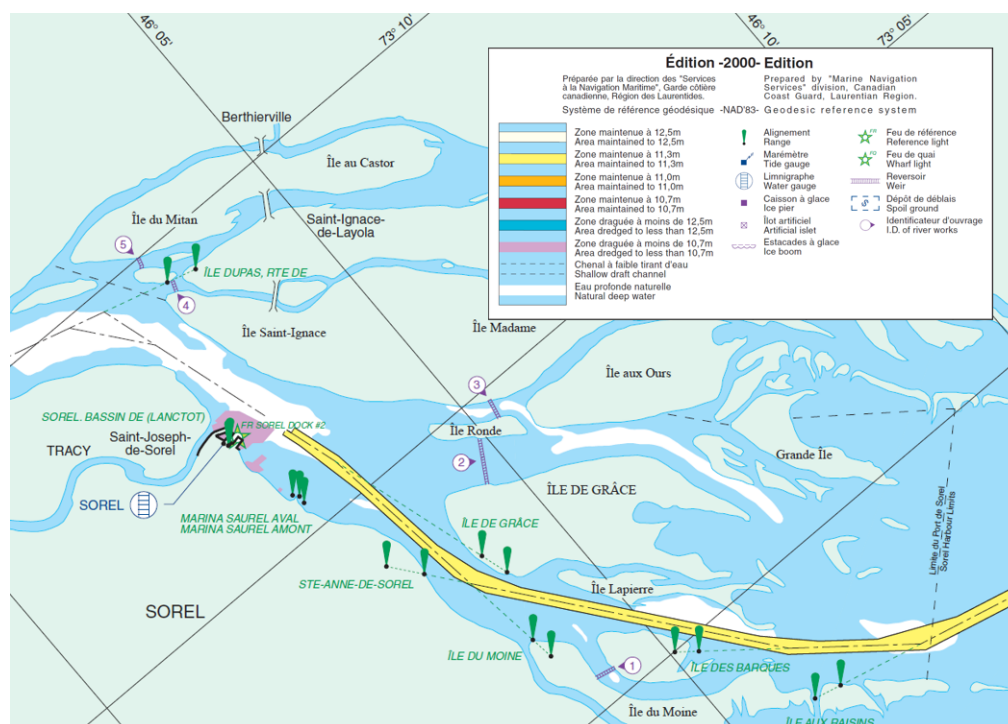 46° 05'
73° 10'
46° 10'
73° 05'
Édition -2000- Edition
Préparée par la direction des "Services
à la Navigation Maritime", Garde côtière
canadienne, Région des Laurentides.
Prepared by "Marine Navigation
Services" division, Canadian
Coast Guard, Laurentian Region.
Système de référence géodésique -NAD'83- Geodesic reference system
Zone maintenue à 12,5m
Area maintained to 12,5m
Zone maintenue à 11,3m
Area maintained to 11,3m
Zone maintenue à 11,0m
Area maintained to 11,0m
Zone maintenue à 10,7m
Area maintained to 10,7m
Zone draguée à moins de 12,5m
Area dredged to less than 12,5m
Zone draguée à moins de 10,7m
Area dredged to less than 10,7m
Chenal à faible tirant d'eau
Shallow draft channel
Eau profonde naturelle
Natural deep water
Alignement
Range
Marémètre
Tide gauge
Limnigraphe
Water gauge
Caisson à glace
Ice pier
Îlot artificiel
Artificial islet
Estacades à glace
Ice boom
FR
Feu de référence
Reference light
FQ
Feu de quai
Wharf light
Reversoir
Weir
S
Dépôt de déblais
Spoil ground
Identificateur d'ouvrage
I.D. of river works
Berthierville
Île au Castor
Île du Mitan
Saint-Ignace-
de-Loyola
5
ÎLE DUPAS, RTE DE
4
Île Saint-Ignace
Île Madame
Île aux Ours
3
SOREL. BASSIN DE (LANCTOT)
FR SOREL DOCK #2
Île Ronde
TRACY
Saint-Joseph-
de-Sorel
2
Grande Île
SOREL
ÎLE DE GRÂCE
MARINA SAUREL AVAL
MARINA SAUREL AMONT
ÎLE DE GRÂCE
Limite du Port de Sorel
Sorel Harbour Limits
STE-ANNE-DE-SOREL
Île Lapierre
SOREL
ÎLE DU MOINE
1
ÎLE DES BARQUES
Île du Moine
ÎLE AUX RAISINS